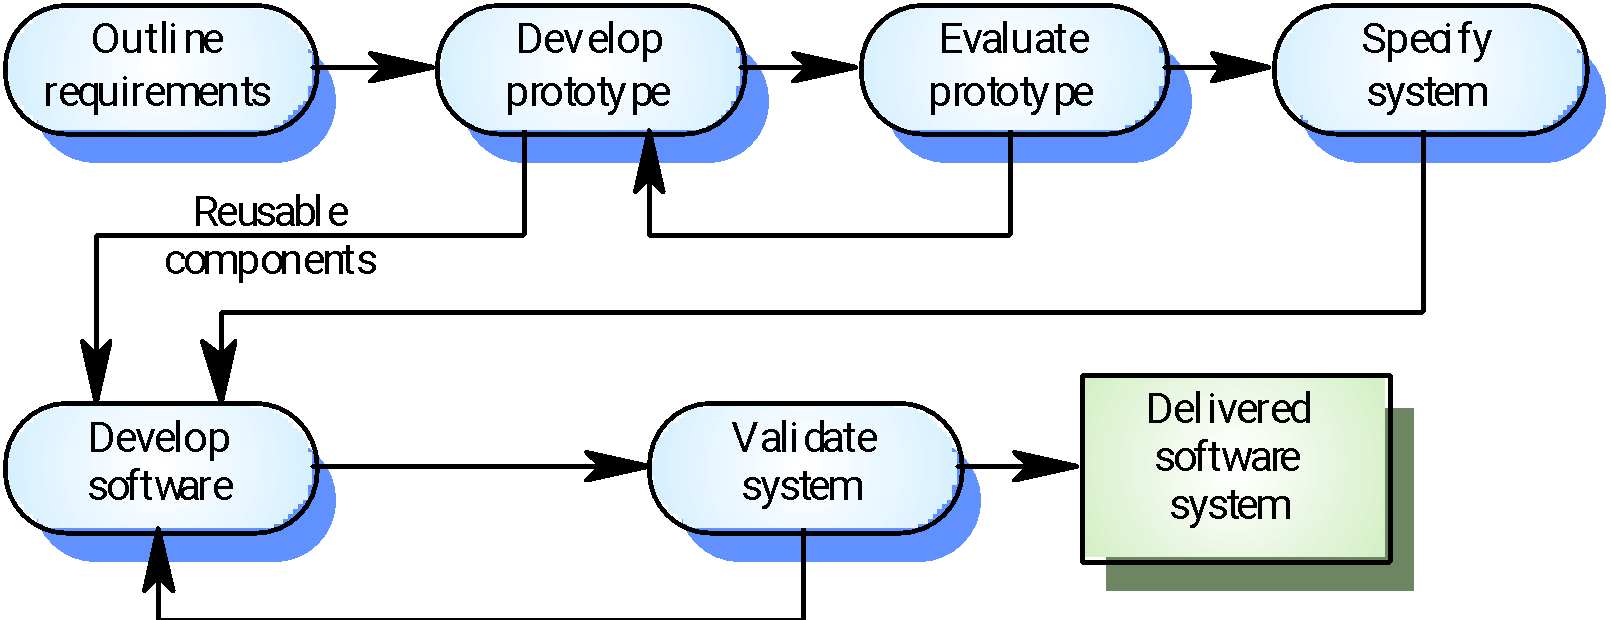 Outline
requirements
Develop
prototype
Evaluate
prototype
Specify
system
Reusable
components
Develop
software
Validate
system
Delivered
software
system